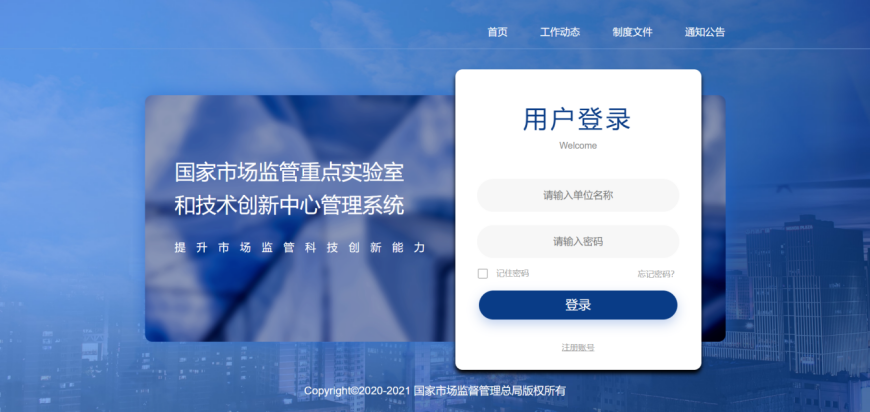 首页 工作动态 制度文件 通知公告
国家市场监管重点实验室
和技术创新中心管理系统
提升市场监管科技创新能力
用户登录
Welcome
请输入单位名称
请输入密码
记住密码 忘记密码?
登录
注册账号
Copyright©2020-2021 国家市场监督管理总局版权所有